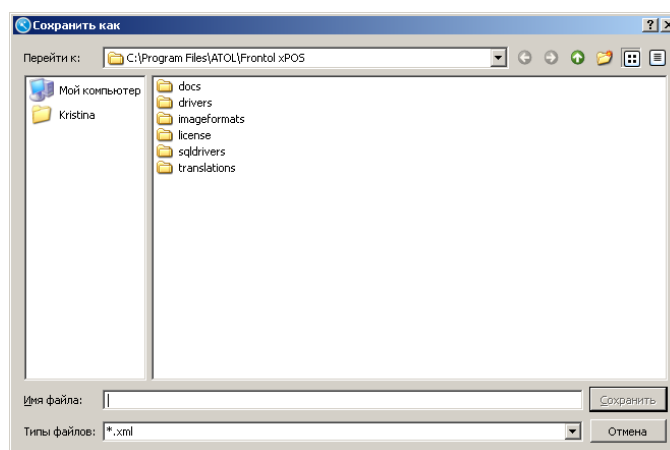 Сохранить как
Перейти к: C:\Program Files\ATOL\Frontol xPOS
Мой компьютер
Kristina
docs
drivers
imageformats
license
sqldrivers
translations
Имя файла: Сохранить
Типы файлов: *.xml Отмена